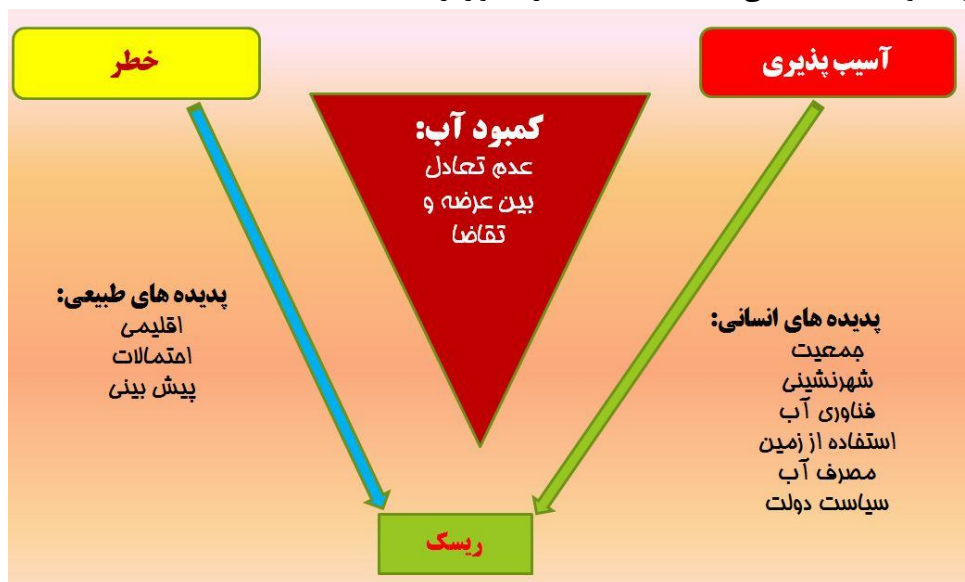 آسیب پذیری
خطر
کمبود آب:
عدم تعادل
بین عرضه و
تقاضا
پدیده های انسانی:
جمعیت
شهرنشینی
فناوری آب
استفاده از زمین
مصرف آب
سیاست دولت
پدیده های طبیعی:
اقلیمی
احتمالات
پیش بینی
ریسک